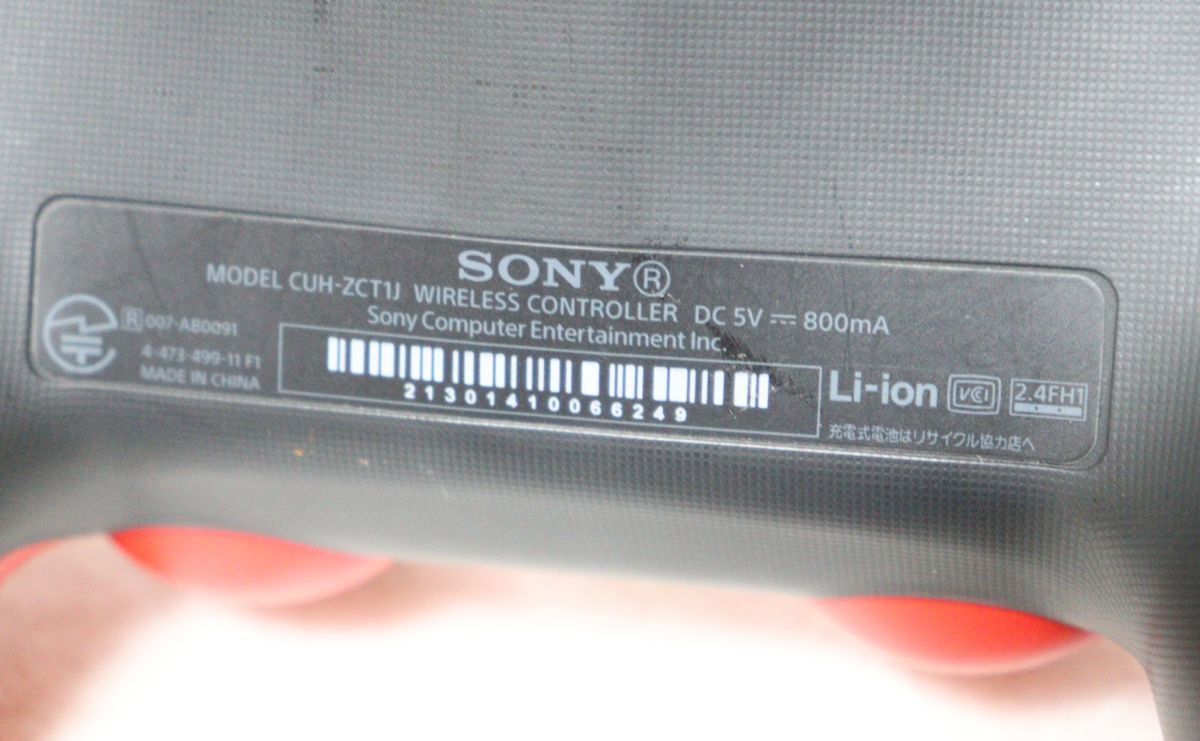 SONY®
MODEL CUH-ZCT1J WIRELESS CONTROLLER DC 5V ⎓ 800mA
Sony Computer Entertainment Inc.
R 007-AB0091
4-473-499-11 F1
MADE IN CHINA
21301410066249
Li-ion VCCI 2.4FH1
充電式電池はリサイクル協力店へ